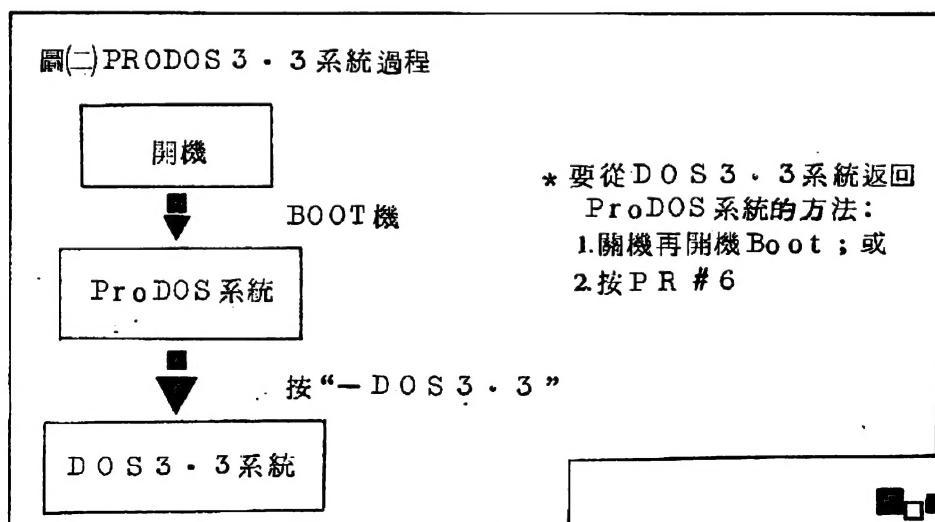 圖(二)PRODOS 3・3系統過程
開機
BOOT機
ProDOS系統
按“—DOS3・3”
DOS3・3系統
* 要從DOS3・3系統返回
ProDOS系統的方法:
1.關機再開機Boot；或
2.按PR #6